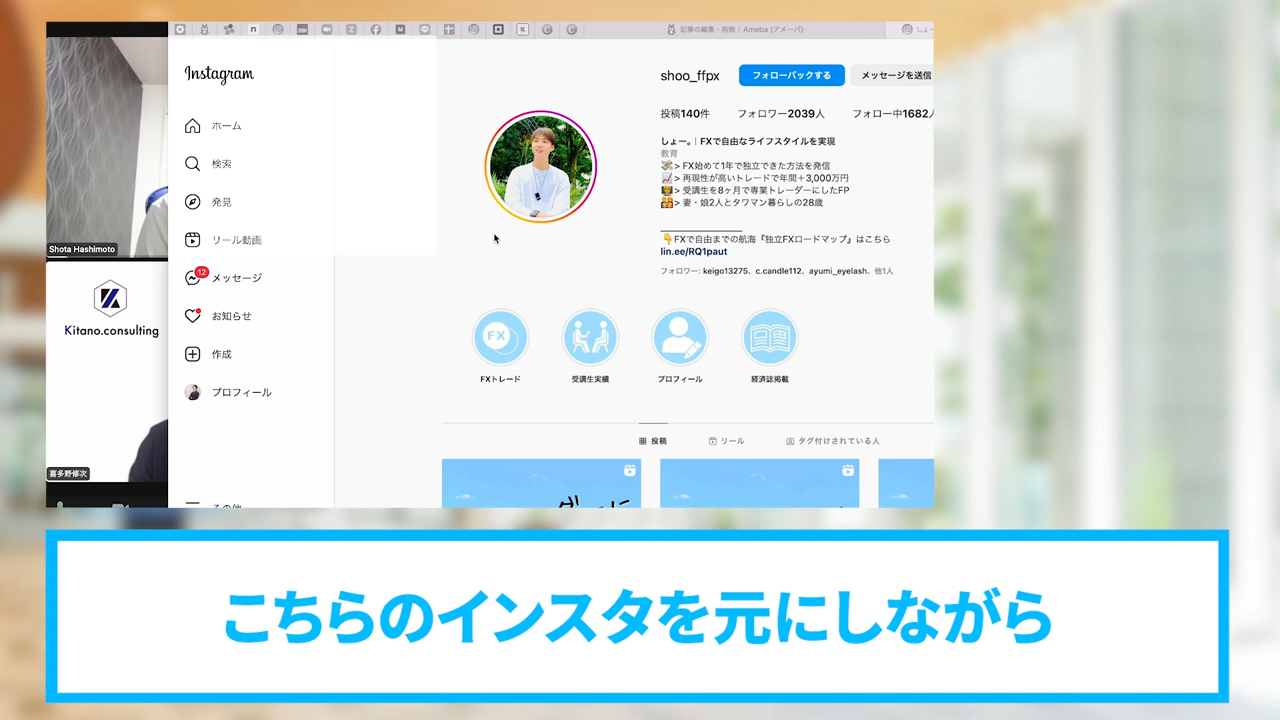 記事の編集・削除 | Ameba (アメーバ)
しょー
Instagram
ホーム
検索
発見
リール動画
12
メッセージ
お知らせ
作成
プロフィール
Shota Hashimoto
Kitano.consulting
喜多野修次
shoo_ffpx
フォローバックする
メッセージを送信
投稿140件
フォロワー2039人
フォロー中1682人
しょー。| FXで自由なライフスタイルを実現
教育
> FX始めて1年で独立できた方法を発信
> 再現性が高いトレードで年間+3,000万円
> 受講生を8ヶ月で専業トレーダーにしたFP
> 妻・娘2人とタワマン暮らしの28歳
FXで自由までの航海『独立FXロードマップ』はこちら
lin.ee/RQ1paut
フォロワー: keigo13275、c.candle112、ayumi_eyelash、他1人
FX
FXトレード
受講生実績
プロフィール
経済誌掲載
投稿
リール
タグ付けされている人
こちらのインスタを元にしながら